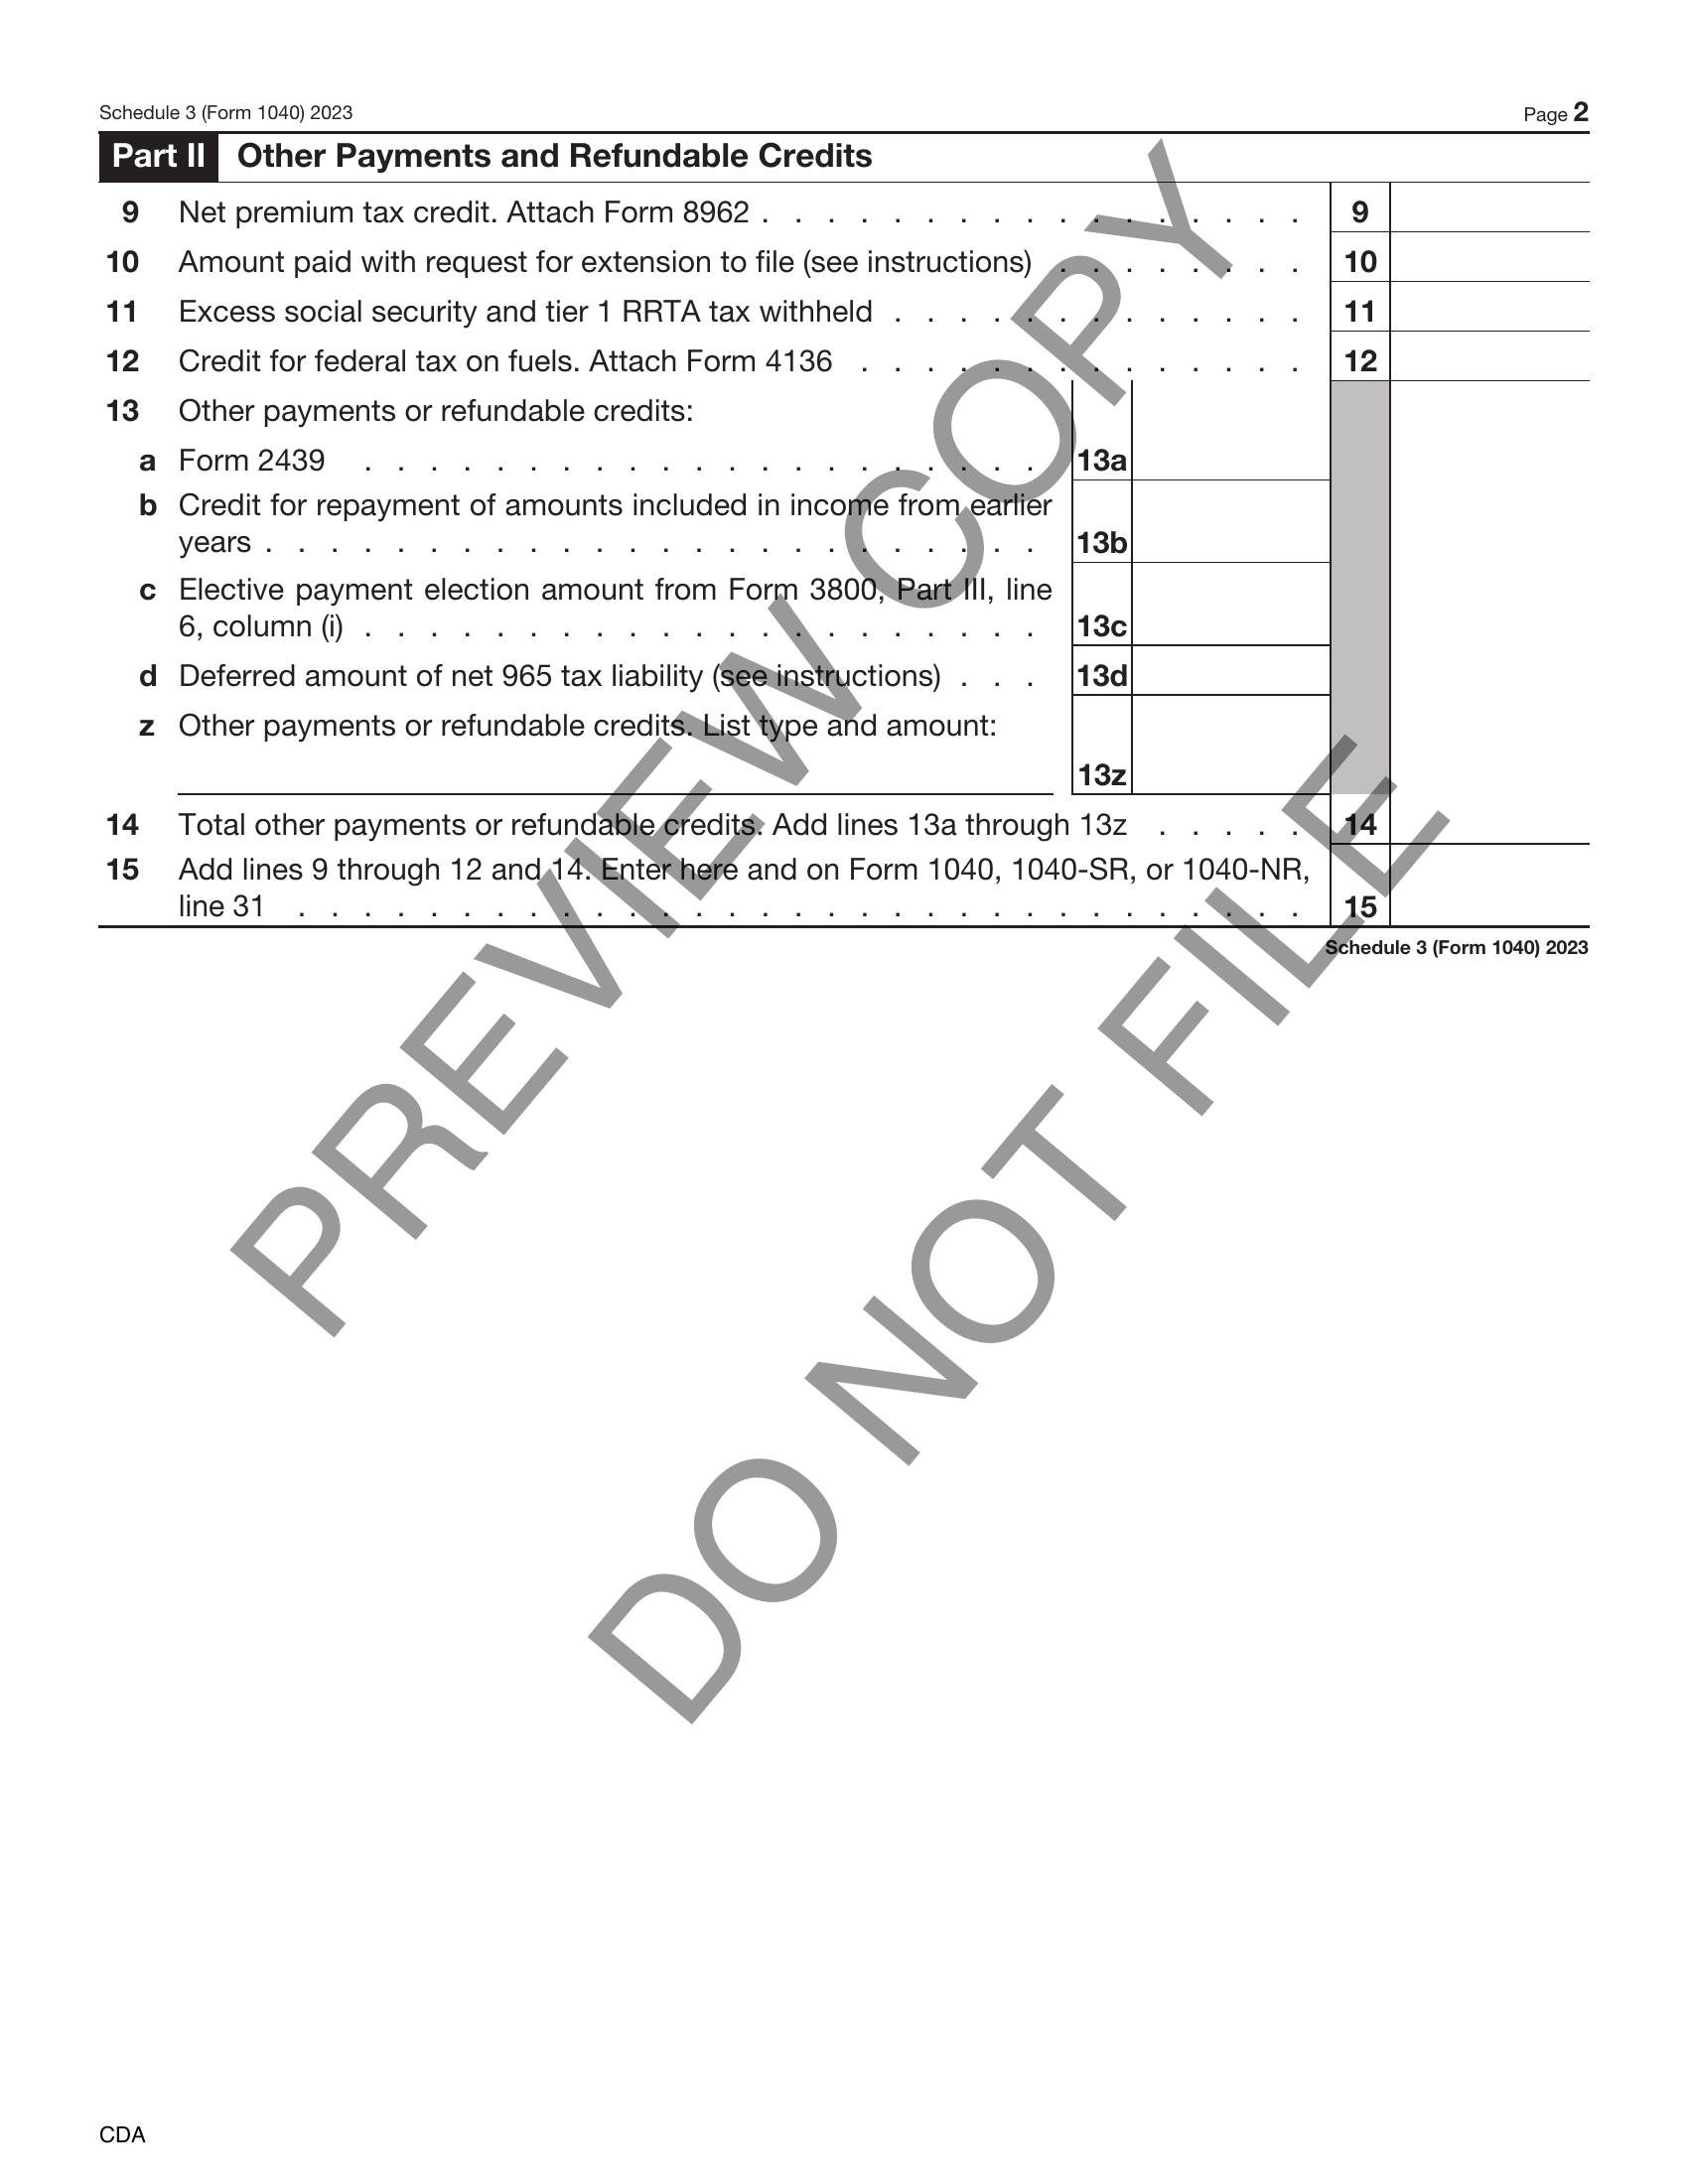 Schedule 3 (Form 1040) 2023 Page 2
Part II Other Payments and Refundable Credits
9 Net premium tax credit. Attach Form 8962 . . . . . . . . . . . . . . . . . 9
10 Amount paid with request for extension to file (see instructions) . . . . . . . . 10
11 Excess social security and tier 1 RRTA tax withheld . . . . . . . . . . . . . 11
12 Credit for federal tax on fuels. Attach Form 4136 . . . . . . . . . . . . . . 12
13 Other payments or refundable credits:
a Form 2439 . . . . . . . . . . . . . . . . . . . . . 13a
b Credit for repayment of amounts included in income from earlier
years . . . . . . . . . . . . . . . . . . . . . . . . 13b
c Elective payment election amount from Form 3800, Part III, line
6, column (i) . . . . . . . . . . . . . . . . . . . . . 13c
d Deferred amount of net 965 tax liability (see instructions) . . . 13d
z Other payments or refundable credits. List type and amount:
13z
14 Total other payments or refundable credits. Add lines 13a through 13z . . . . . 14
15 Add lines 9 through 12 and 14. Enter here and on Form 1040, 1040-SR, or 1040-NR,
line 31 . . . . . . . . . . . . . . . . . . . . . . . . . . . . . . . 15
Schedule 3 (Form 1040) 2023
PREVIEW COPY
DO NOT FILE
CDA